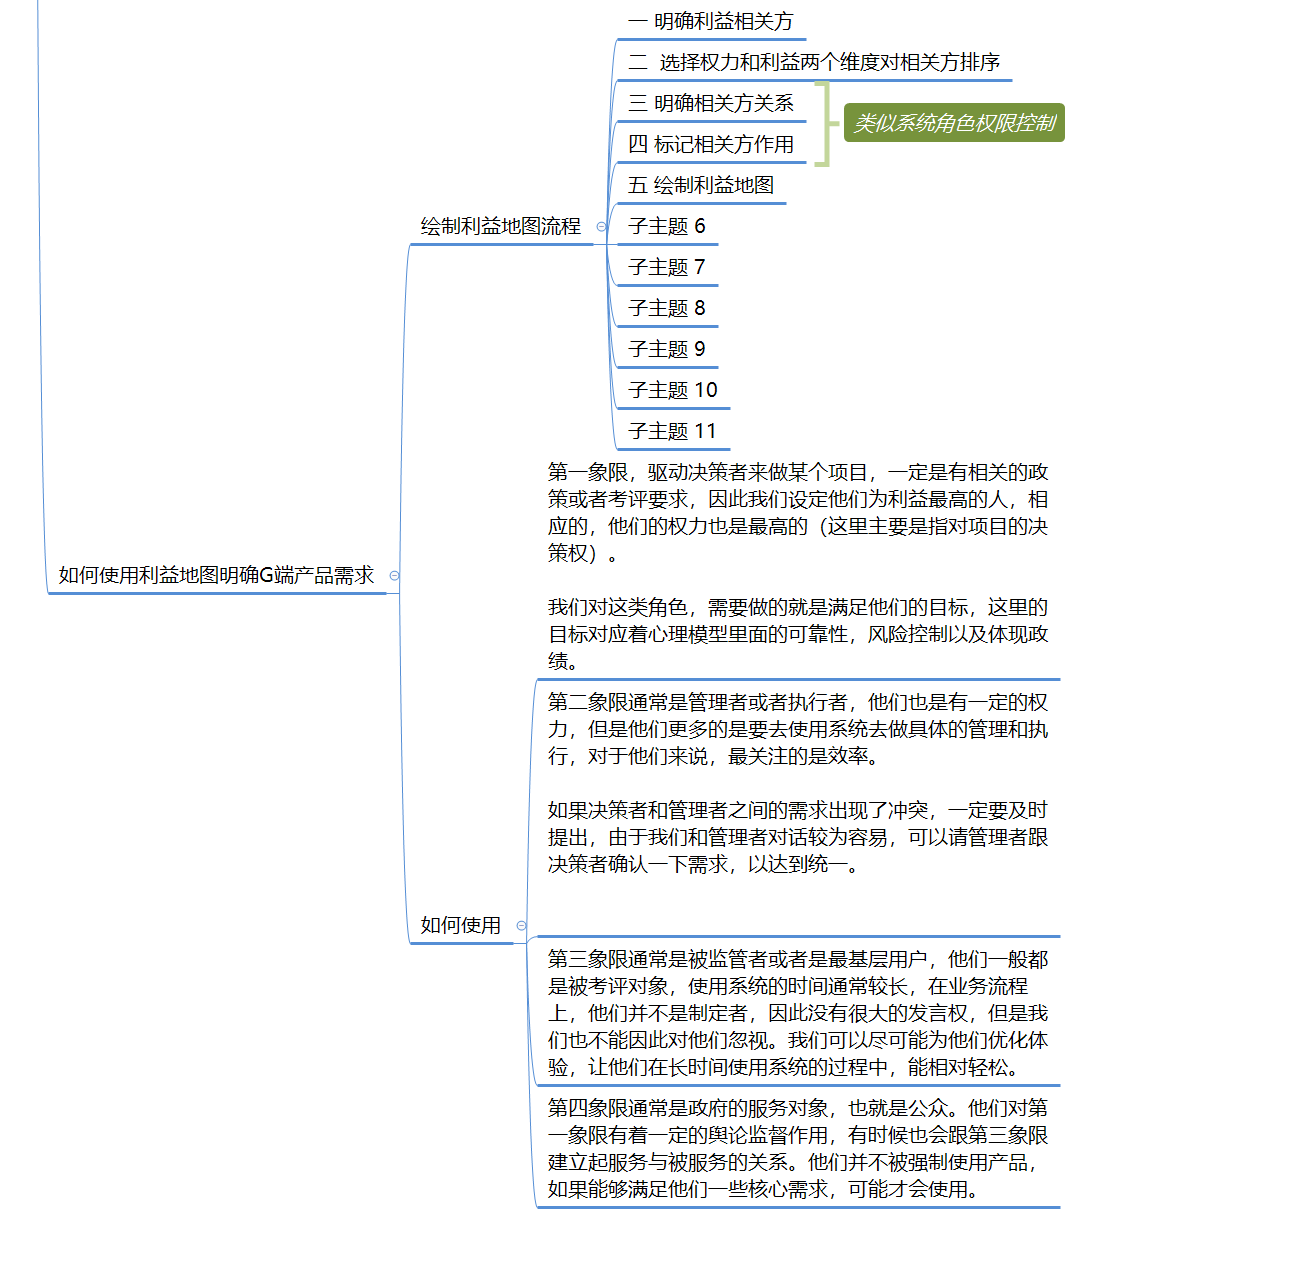 一 明确利益相关方
二  选择权力和利益两个维度对相关方排序
三 明确相关方关系
四 标记相关方作用
类似系统角色权限控制
五 绘制利益地图
绘制利益地图流程
子主题 6
子主题 7
子主题 8
子主题 9
子主题 10
子主题 11
如何使用利益地图明确G端产品需求
第一象限，驱动决策者来做某个项目，一定是有相关的政
策或者考评要求，因此我们设定他们为利益最高的人，相
应的，他们的权力也是最高的（这里主要是指对项目的决
策权）。
我们对这类角色，需要做的就是满足他们的目标，这里的
目标对应着心理模型里面的可靠性，风险控制以及体现政
绩。
第二象限通常是管理者或者执行者，他们也是有一定的权
力，但是他们更多的是要去使用系统去做具体的管理和执
行，对于他们来说，最关注的是效率。
如果决策者和管理者之间的需求出现了冲突，一定要及时
提出，由于我们和管理者对话较为容易，可以请管理者跟
决策者确认一下需求，以达到统一。
如何使用
第三象限通常是被监管者或者是最基层用户，他们一般都
是被考评对象，使用系统的时间通常较长，在业务流程
上，他们并不是制定者，因此没有很大的发言权，但是我
们也不能因此对他们忽视。我们可以尽可能为他们优化体
验，让他们在长时间使用系统的过程中，能相对轻松。
第四象限通常是政府的服务对象，也就是公众。他们对第
一象限有着一定的舆论监督作用，有时候也会跟第三象限
建立起服务与被服务的关系。他们并不被强制使用产品，
如果能够满足他们一些核心需求，可能才会使用。